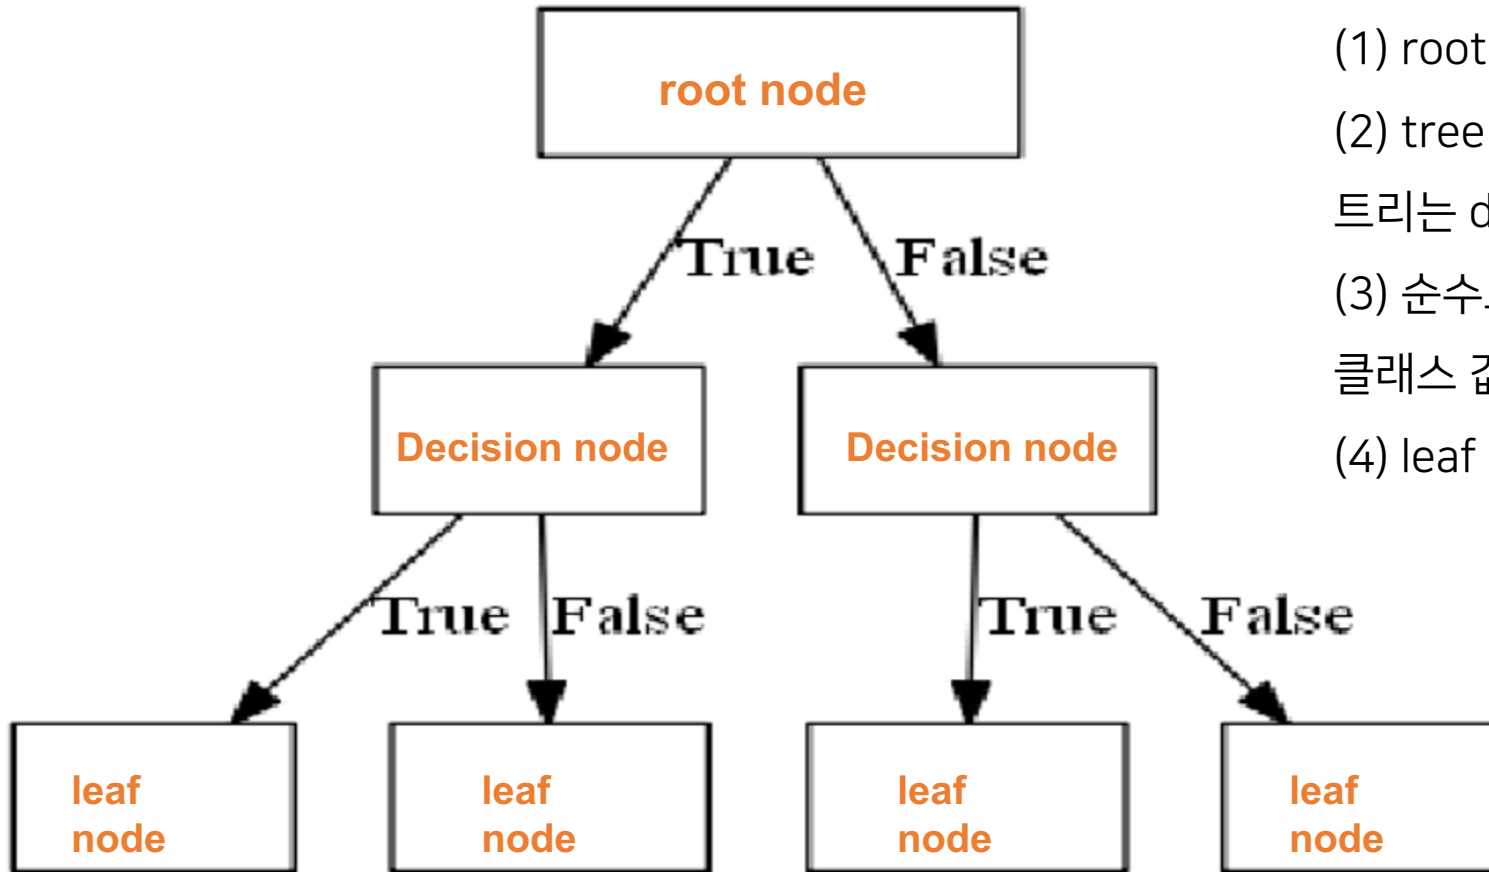 root node
True
False
Decision node
Decision node
True
False
True
False
leaf
node
leaf
node
leaf
node
leaf
node
(1) root
(2) tree
트리는
(3)
클래스
(4) leaf